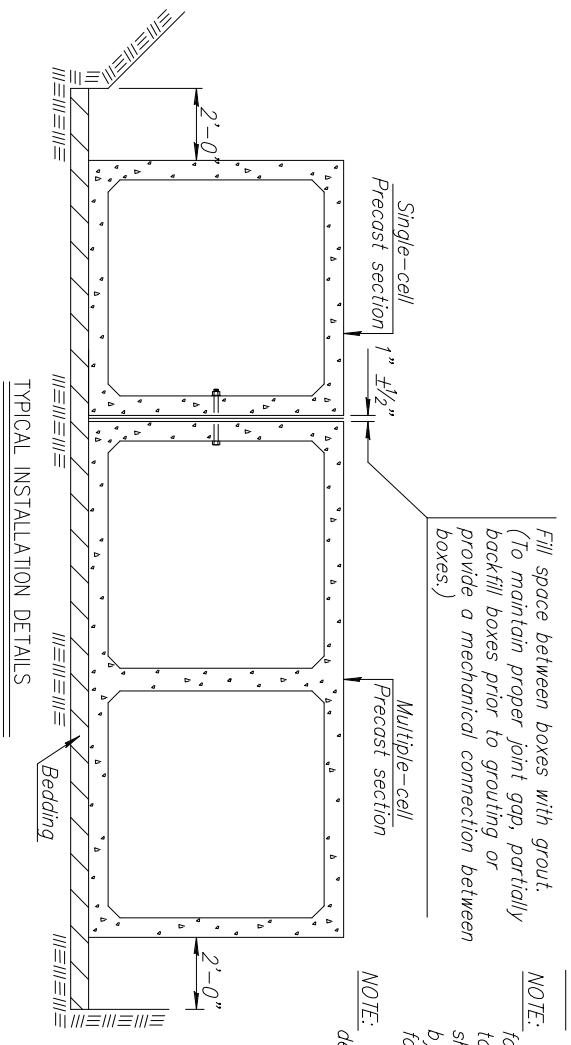 Fill space between boxes with grout.
(To maintain proper joint gap, partially
backfill boxes prior to grouting or
provide a mechanical connection between
boxes.)
Single-cell
Precast section
1" ±1/2"
Multiple-cell
Precast section
2'-0"
2'-0"
Bedding
TYPICAL INSTALLATION DETAILS
NOTE:
NOTE: